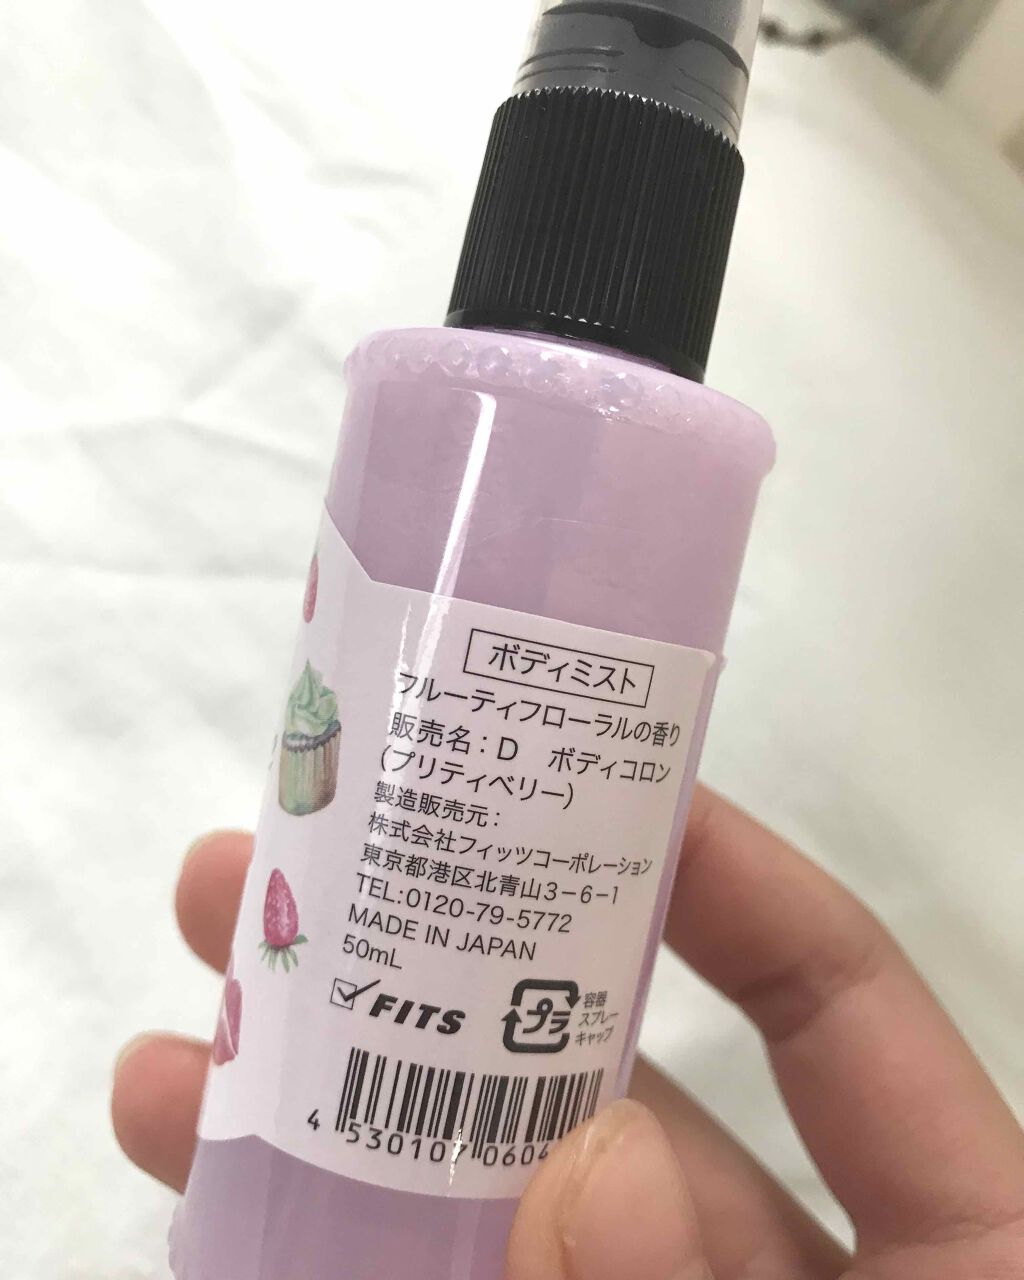 ボディミスト
フルーティフローラルの香り
販売名：D ボディコロン
（プリティベリー）
製造販売元：
株式会社フィッツコーポレーション
東京都港区北青山3-6-1
TEL:0120-79-5772
MADE IN JAPAN
50mL
FITS
プラ
容器
スプレー
キャップ
4 530107 060